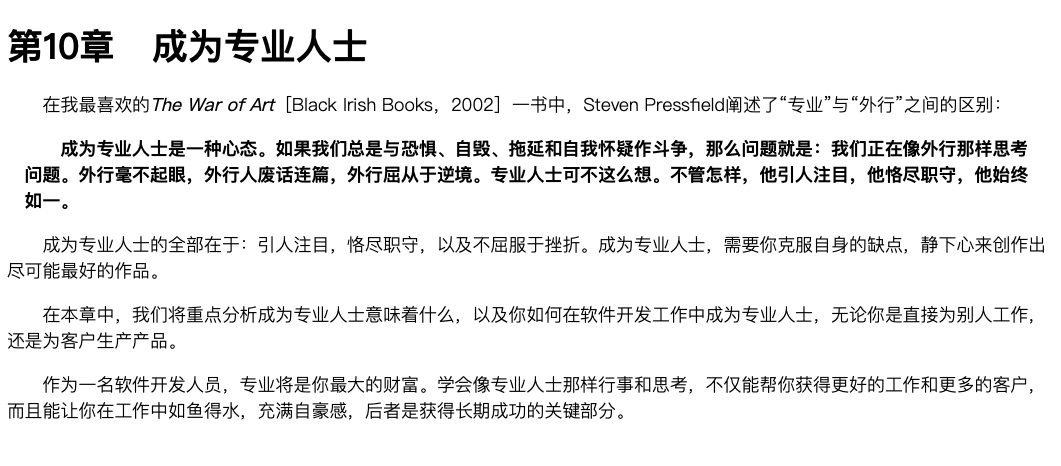 第10章　成为专业人士
在我最喜欢的The War of Art［Black Irish Books，2002］一书中，Steven Pressfield阐述了“专业”与“外行”之间的区别：
成为专业人士是一种心态。如果我们总是与恐惧、自毁、拖延和自我怀疑作斗争，那么问题就是：我们正在像外行那样思考
问题。外行毫不起眼，外行人废话连篇，外行屈从于逆境。专业人士可不这么想。不管怎样，他引人注目，他恪尽职守，他始终
如一。
成为专业人士的全部在于：引人注目，恪尽职守，以及不屈服于挫折。成为专业人士，需要你克服自身的缺点，静下心来创作出
尽可能最好的作品。
在本章中，我们将重点分析成为专业人士意味着什么，以及你如何在软件开发工作中成为专业人士，无论你是直接为别人工作，
还是为客户生产产品。
作为一名软件开发人员，专业将是你最大的财富。学会像专业人士那样行事和思考，不仅能帮你获得更好的工作和更多的客户，
而且能让你在工作中如鱼得水，充满自豪感，后者是获得长期成功的关键部分。